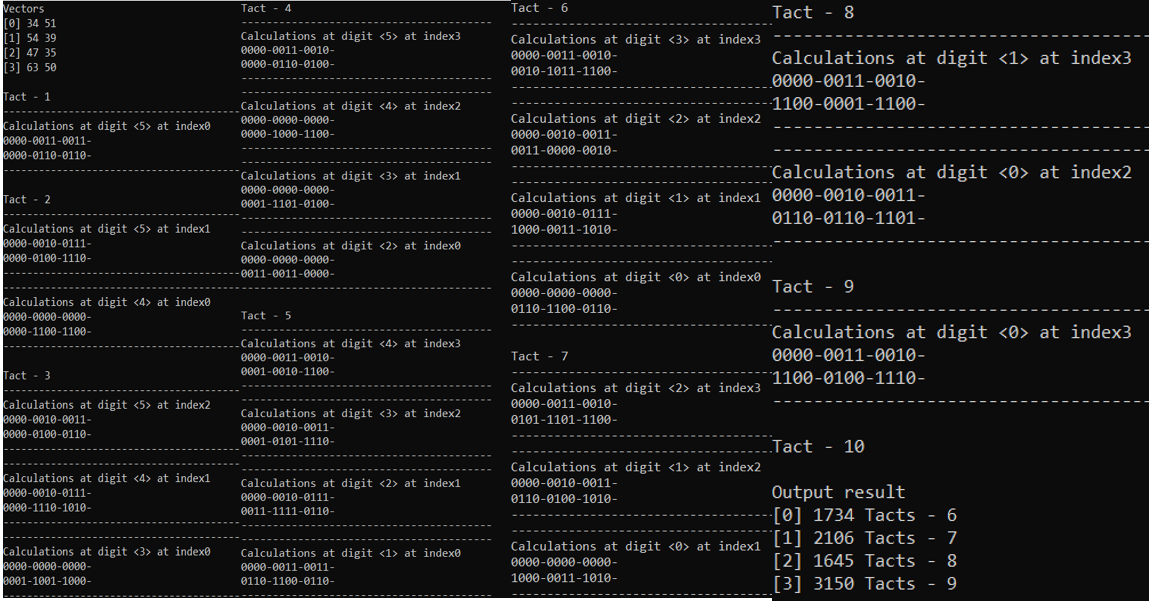 Vectors
[0] 34 51
[1] 54 39
[2] 47 35
[3] 63 50
Tact - 1
----------------------------------------
Calculations at digit <5> at index0
0000-0011-0011-
0000-0110-0110-
----------------------------------------
Tact - 2
----------------------------------------
Calculations at digit <5> at index1
0000-0010-0111-
0000-0100-1110-
----------------------------------------
----------------------------------------
Calculations at digit <4> at index0
0000-0000-0000-
0000-1100-1100-
----------------------------------------
Tact - 3
----------------------------------------
Calculations at digit <5> at index2
0000-0010-0011-
0000-0100-0110-
----------------------------------------
----------------------------------------
Calculations at digit <4> at index1
0000-0010-0111-
0000-1110-1010-
----------------------------------------
----------------------------------------
Calculations at digit <3> at index0
0000-0000-0000-
0001-1001-1000-
----------------------------------------
Tact - 4
----------------------------------------
Calculations at digit <5> at index3
0000-0011-0010-
0000-0110-0100-
----------------------------------------
----------------------------------------
Calculations at digit <4> at index2
0000-0000-0000-
0000-1000-1100-
----------------------------------------
----------------------------------------
Calculations at digit <3> at index1
0000-0000-0000-
0001-1101-0100-
----------------------------------------
----------------------------------------
Calculations at digit <2> at index0
0000-0000-0000-
0011-0011-0000-
----------------------------------------
Tact - 5
----------------------------------------
Calculations at digit <4> at index3
0000-0011-0010-
0001-0010-1100-
----------------------------------------
----------------------------------------
Calculations at digit <3> at index2
0000-0010-0011-
0001-0101-1110-
----------------------------------------
----------------------------------------
Calculations at digit <2> at index1
0000-0010-0111-
0011-1111-0110-
----------------------------------------
----------------------------------------
Calculations at digit <1> at index0
0000-0011-0011-
0110-1100-0110-
----------------------------------------
Tact - 6
----------------------------------------
Calculations at digit <3> at index3
0000-0011-0010-
0010-1011-1100-
----------------------------------------
----------------------------------------
Calculations at digit <2> at index2
0000-0010-0011-
0011-0000-0010-
----------------------------------------
----------------------------------------
Calculations at digit <1> at index1
0000-0010-0111-
1000-0011-1010-
----------------------------------------
----------------------------------------
Calculations at digit <0> at index0
0000-0000-0000-
0110-1100-0110-
----------------------------------------
Tact - 7
----------------------------------------
Calculations at digit <2> at index3
0000-0011-0010-
0101-1101-1100-
----------------------------------------
----------------------------------------
Calculations at digit <1> at index2
0000-0010-0011-
0110-0100-1010-
----------------------------------------
----------------------------------------
Calculations at digit <0> at index1
0000-0000-0000-
1000-0011-1010-
----------------------------------------
Tact - 8
----------------------------------------
Calculations at digit <1> at index3
0000-0011-0010-
1100-0001-1100-
----------------------------------------
----------------------------------------
Calculations at digit <0> at index2
0000-0010-0011-
0110-0110-1101-
----------------------------------------
Tact - 9
----------------------------------------
Calculations at digit <0> at index3
0000-0011-0010-
1100-0100-1110-
----------------------------------------
Tact - 10
Output result
[0] 1734 Tacts - 6
[1] 2106 Tacts - 7
[2] 1645 Tacts - 8
[3] 3150 Tacts - 9